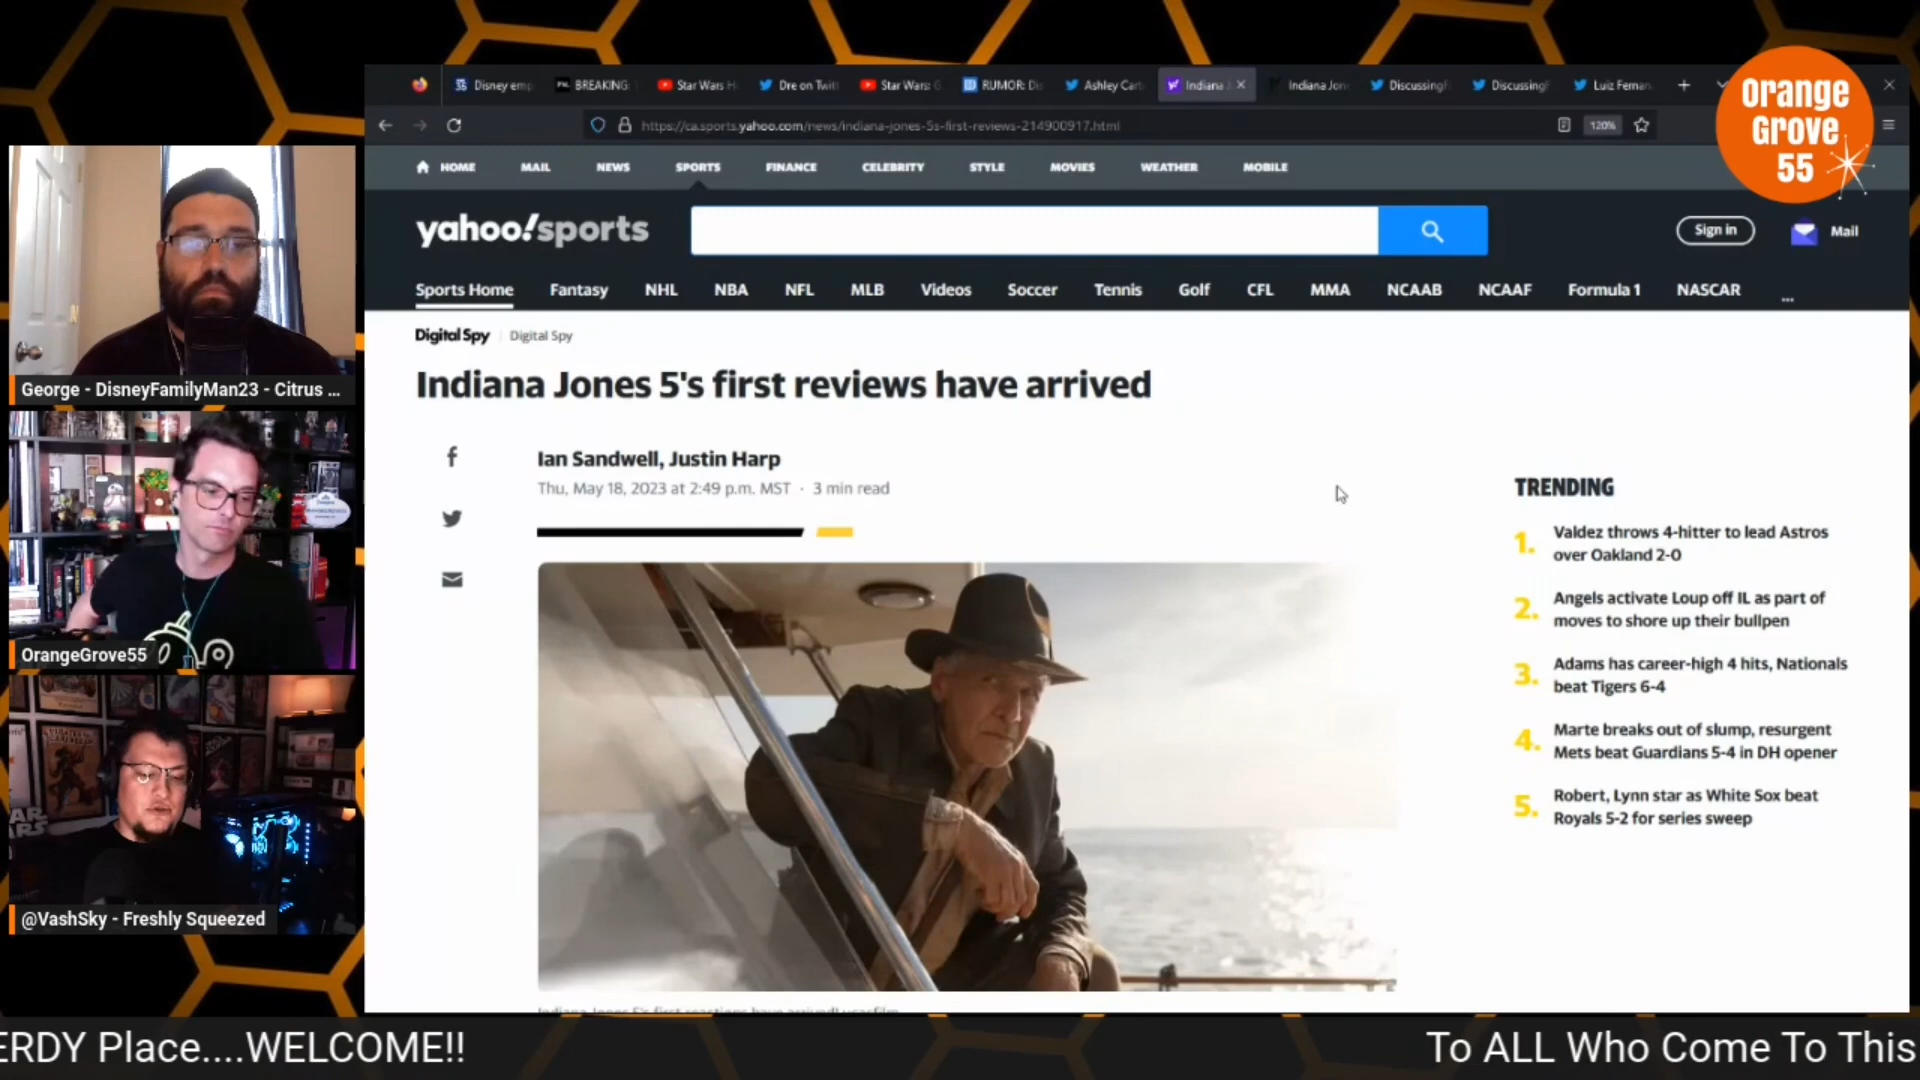 Disney emp
BREAKING:
Star Wars H
Dre on Twit
Star Wars: G
RUMOR: Dis
Ashley Cart
Indiana J
Indiana Jon
Discussing
Discussing
Luiz Fernan
https://ca.sports.yahoo.com/news/indiana-jones-5s-first-reviews-214900917.html
120%
Orange
Grove
55
HOME MAIL NEWS SPORTS FINANCE CELEBRITY STYLE MOVIES WEATHER MOBILE
yahoo!sports
Sign in
Mail
Sports Home Fantasy NHL NBA NFL MLB Videos Soccer Tennis Golf CFL MMA NCAAB NCAAF Formula 1 NASCAR ...
Digital Spy Digital Spy
Indiana Jones 5's first reviews have arrived
Ian Sandwell, Justin Harp
Thu, May 18, 2023 at 2:49 p.m. MST · 3 min read
TRENDING
1. Valdez throws 4-hitter to lead Astros
over Oakland 2-0
2. Angels activate Loup off IL as part of
moves to shore up their bullpen
3. Adams has career-high 4 hits, Nationals
beat Tigers 6-4
4. Marte breaks out of slump, resurgent
Mets beat Guardians 5-4 in DH opener
5. Robert, Lynn star as White Sox beat
Royals 5-2 for series sweep
George - DisneyFamilyMan23 - Citrus ...
OrangeGrove55
@VashSky - Freshly Squeezed
ERDY Place....WELCOME!!
To ALL Who Come To This